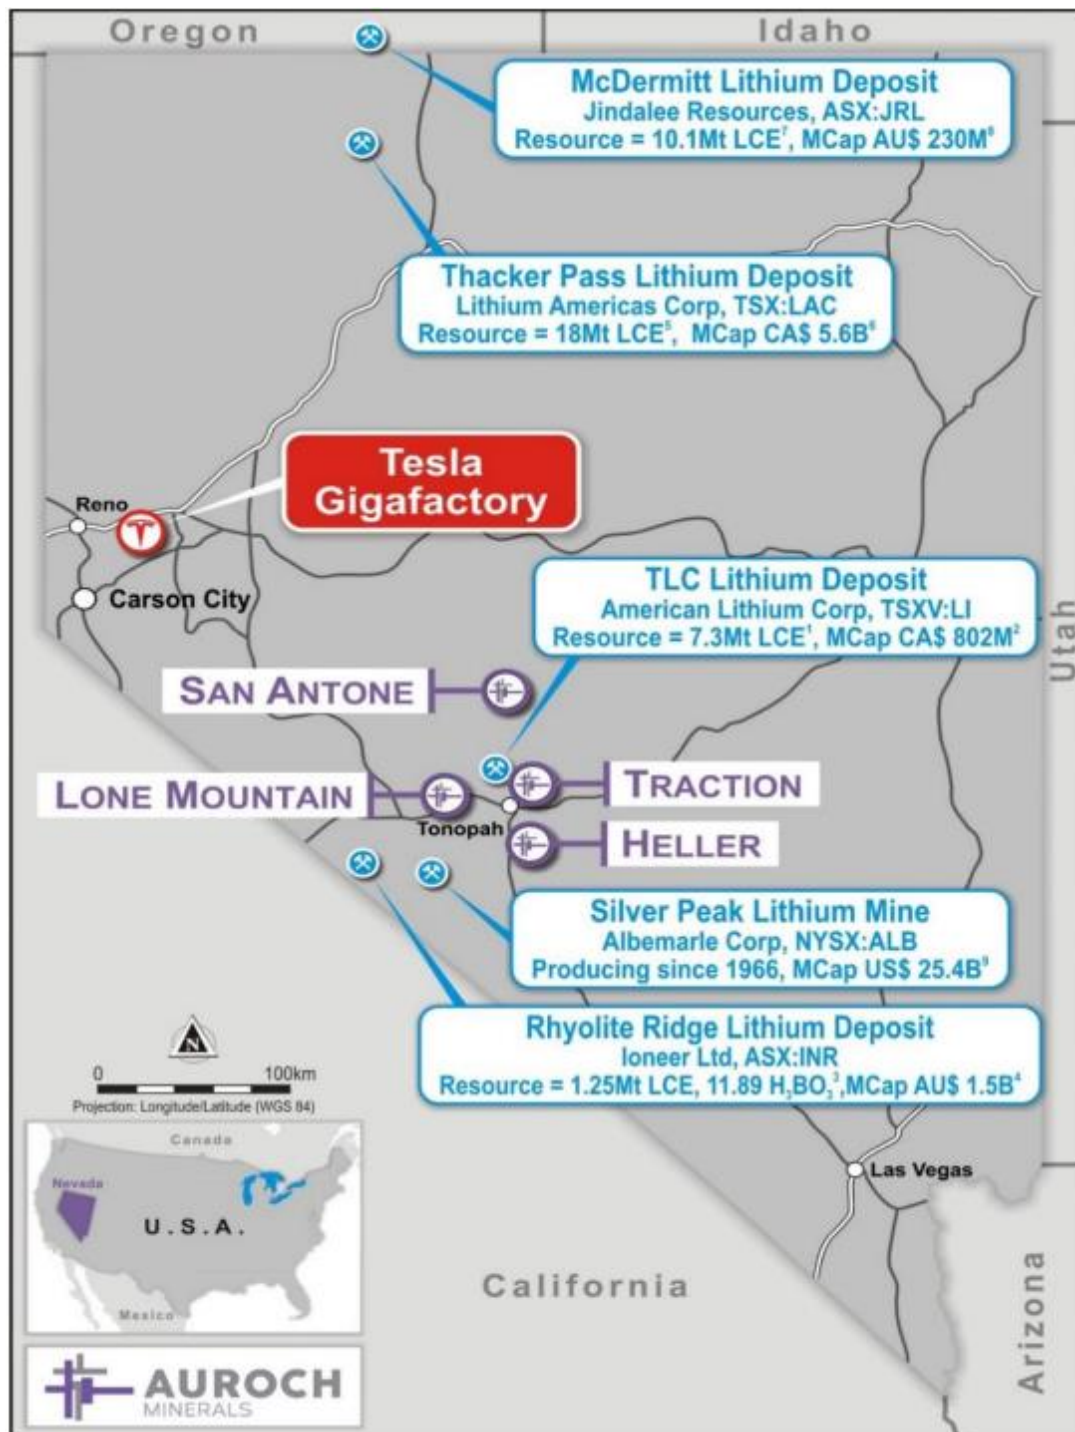 Oregon
Idaho
McDermitt Lithium Deposit
Jindalee Resources, ASX:JRL
Resource = 10.1Mt LCE⁷, MCap AU$ 230M⁸
Thacker Pass Lithium Deposit
Lithium Americas Corp, TSX:LAC
Resource = 18Mt LCE⁵, MCap CA$ 5.6B⁶
Tesla
Gigafactory
Reno
Carson City
TLC Lithium Deposit
American Lithium Corp, TSXV:LI
Resource = 7.3Mt LCE¹, MCap CA$ 802M²
Utah
SAN ANTONE
LONE MOUNTAIN
TRACTION
Tonopah
HELLER
Silver Peak Lithium Mine
Albemarle Corp, NYSX:ALB
Producing since 1966, MCap US$ 25.4B⁹
Rhyolite Ridge Lithium Deposit
Ioneer Ltd, ASX:INR
Resource = 1.25Mt LCE, 11.89 H₃BO₃³,MCap AU$ 1.5B⁴
N
0 100km
Projection: Longitude/Latitude (WGS 84)
Canada
Nevada
U.S.A.
Mexico
Las Vegas
California
Arizona
AUROCH
MINERALS